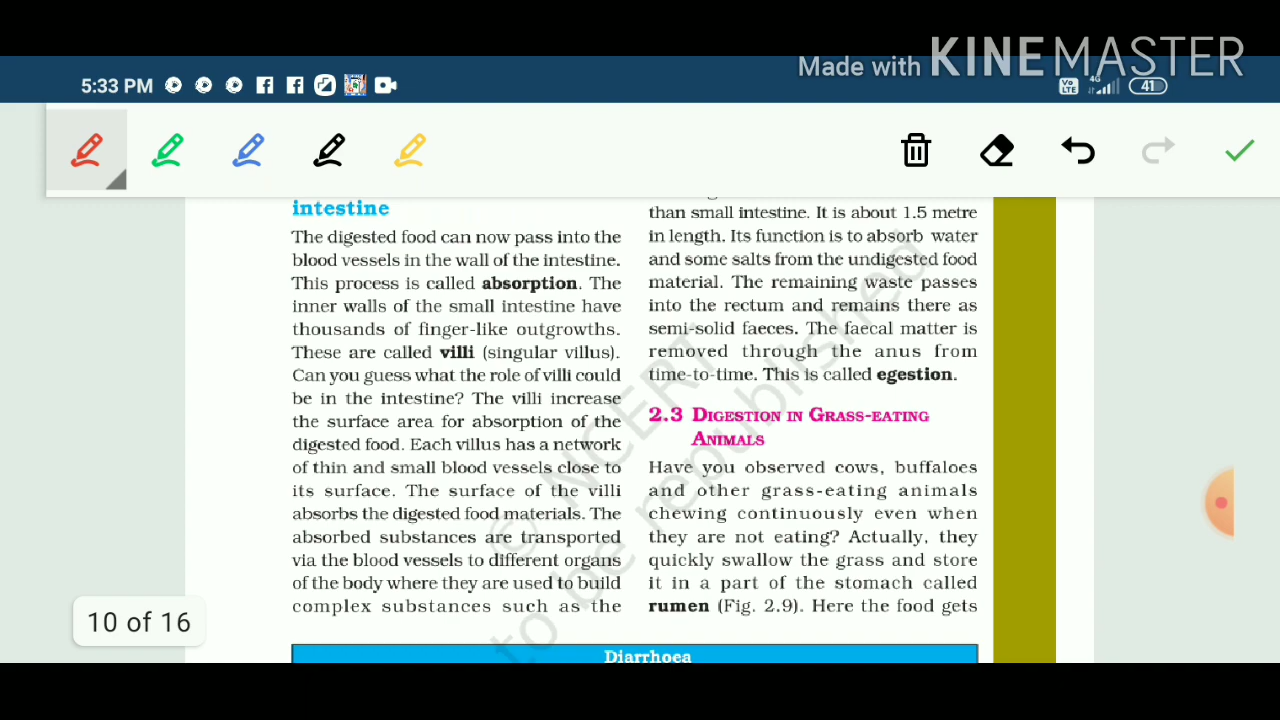 Made with KINEMASTER
5:33 PM
Vo LTE 4G 41
intestine
The digested food can now pass into the
blood vessels in the wall of the intestine.
This process is called absorption. The
inner walls of the small intestine have
thousands of finger-like outgrowths.
These are called villi (singular villus).
Can you guess what the role of villi could
be in the intestine? The villi increase
the surface area for absorption of the
digested food. Each villus has a network
of thin and small blood vessels close to
its surface. The surface of the villi
absorbs the digested food materials. The
absorbed substances are transported
via the blood vessels to different organs
of the body where they are used to build
complex substances such as the
than small intestine. It is about 1.5 metre
in length. Its function is to absorb water
and some salts from the undigested food
material. The remaining waste passes
into the rectum and remains there as
semi-solid faeces. The faecal matter is
removed through the anus from
time-to-time. This is called egestion.
2.3 DIGESTION IN GRASS-EATING
ANIMALS
Have you observed cows, buffaloes
and other grass-eating animals
chewing continuously even when
they are not eating? Actually, they
quickly swallow the grass and store
it in a part of the stomach called
rumen (Fig. 2.9). Here the food gets
© NCERT
to be republished
10 of 16
Diarrhoea